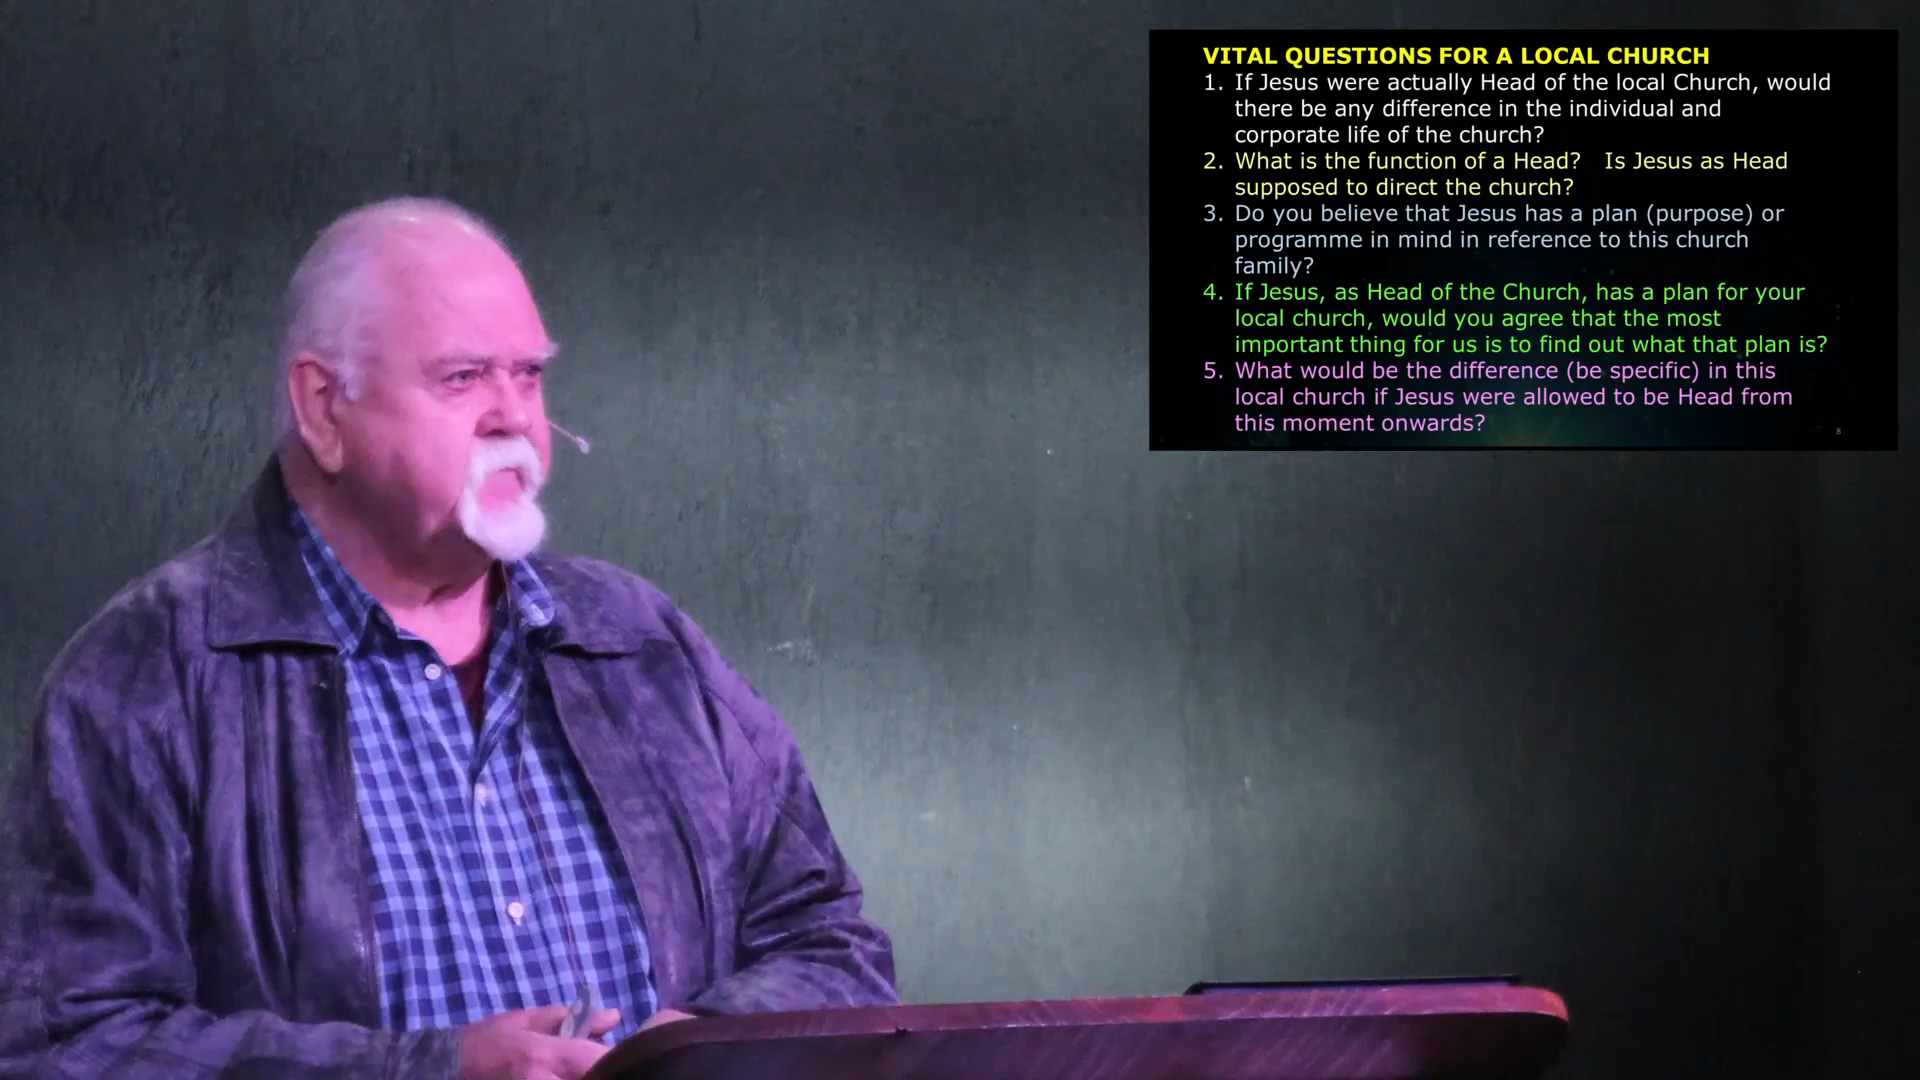 VITAL QUESTIONS FOR A LOCAL CHURCH
1. If Jesus were actually Head of the local Church, would
there be any difference in the individual and
corporate life of the church?
2. What is the function of a Head?   Is Jesus as Head
supposed to direct the church?
3. Do you believe that Jesus has a plan (purpose) or
programme in mind in reference to this church
family?
4. If Jesus, as Head of the Church, has a plan for your
local church, would you agree that the most
important thing for us is to find out what that plan is?
5. What would be the difference (be specific) in this
local church if Jesus were allowed to be Head from
this moment onwards?
8